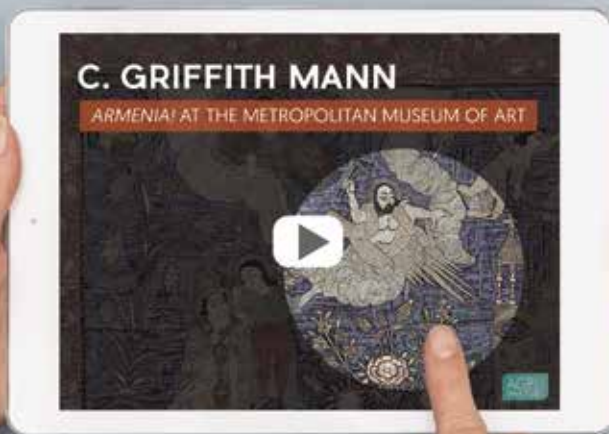 C. GRIFFITH MANN
ARMENIA! AT THE METROPOLITAN MUSEUM OF ART